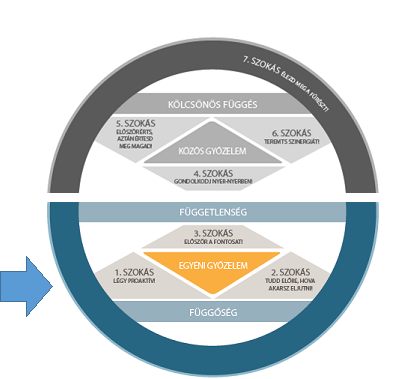 7. SZOKÁS ÉLEZD MEG A FŰRÉSZT!
KÖLCSÖNÖS FÜGGÉS
5. SZOKÁS
ELŐSZÖR ÉRTS,
AZTÁN ÉRTESD
MEG MAGAD!
6. SZOKÁS
TEREMTS SZINERGIÁT!
KÖZÖS GYŐZELEM
4. SZOKÁS
GONDOLKODJ NYER-NYERBEN!
FÜGGETLENSÉG
3. SZOKÁS
ELŐSZÖR A FONTOSAT!
EGYÉNI GYŐZELEM
1. SZOKÁS
LÉGY PROAKTÍV!
2. SZOKÁS
TUDD ELŐRE, HOVA
AKARSZ ELJUTNI!
FÜGGŐSÉG